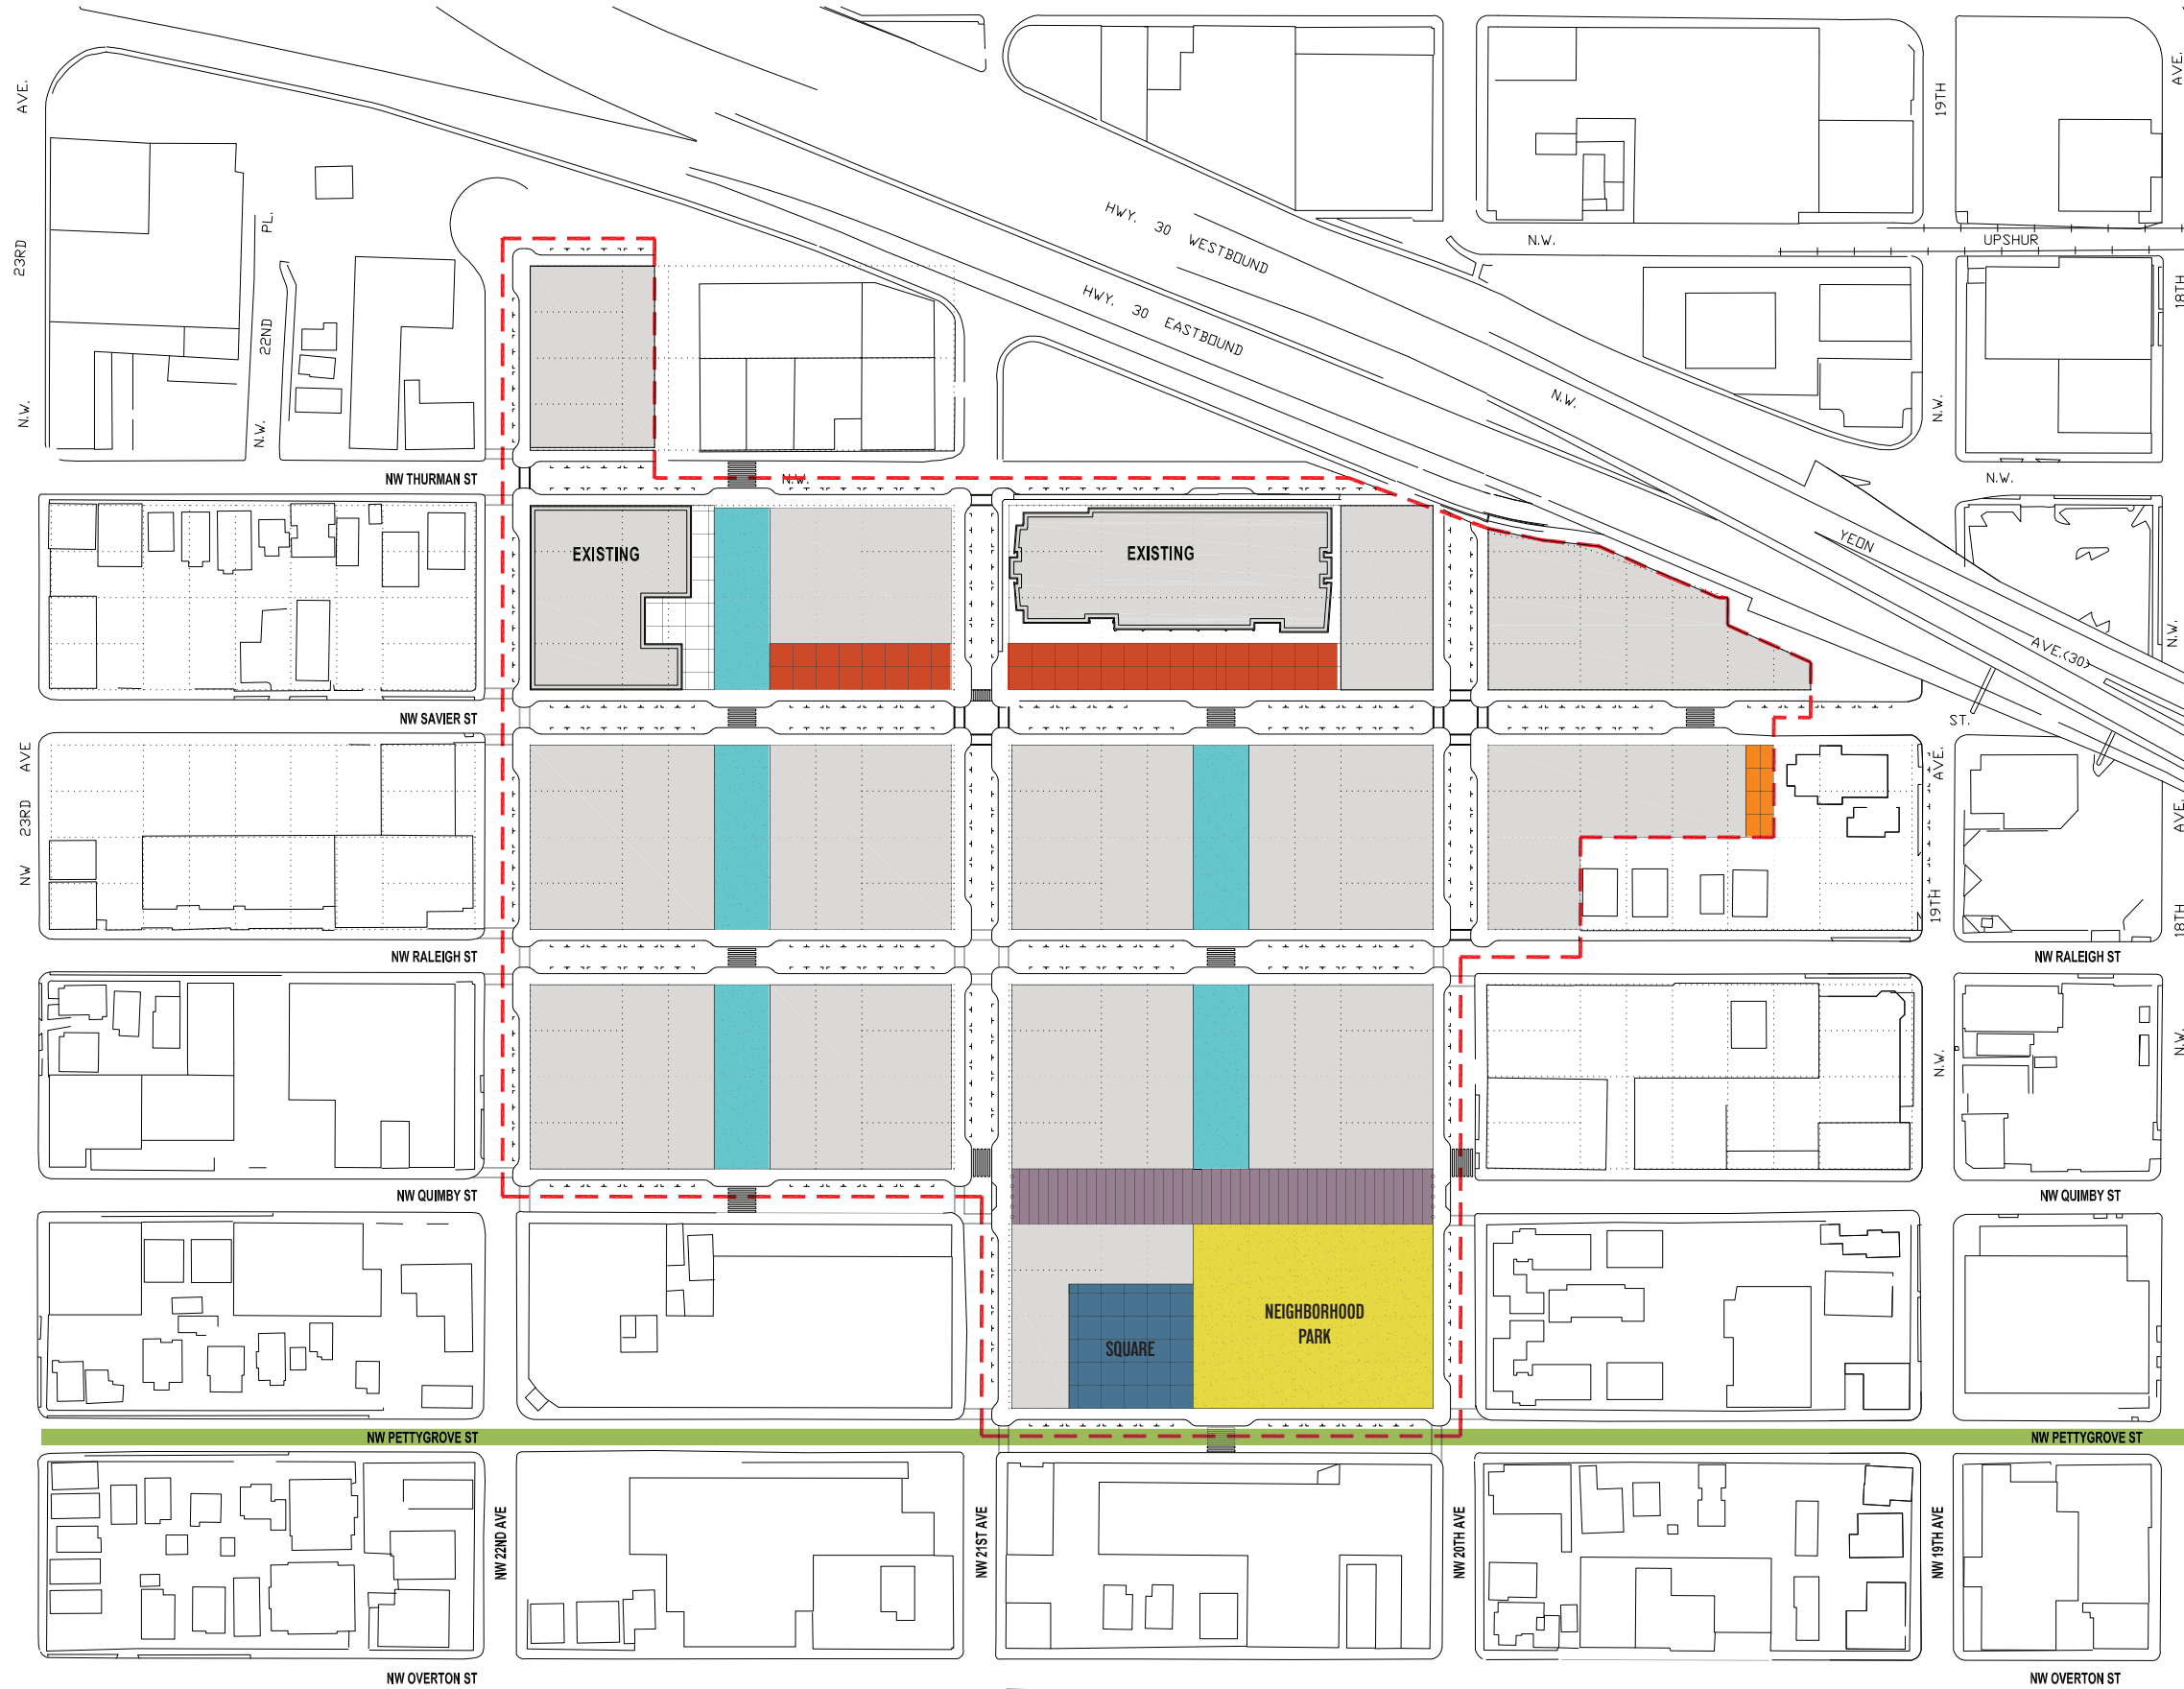 AVE.
19TH
AVE.
PL.
HWY. 30 WESTBOUND
N.W.
UPSHUR
23RD
HWY. 30 EASTBOUND
18TH
22ND
N.W.
N.W.
N.W.
N.W.
NW THURMAN ST
N.W.
N.W.
EXISTING
EXISTING
YEON
AVE.(30)
N.W.
NW SAVIER ST
ST.
AVE
AVE.
23RD
AVE.
NW
19TH
18TH
NW RALEIGH ST
NW RALEIGH ST
N.W.
N.W.
NW QUIMBY ST
NW QUIMBY ST
NEIGHBORHOOD
PARK
SQUARE
NW PETTYGROVE ST
NW PETTYGROVE ST
NW 22ND AVE
NW 21ST AVE
NW 20TH AVE
NW 19TH AVE
NW OVERTON ST
NW OVERTON ST